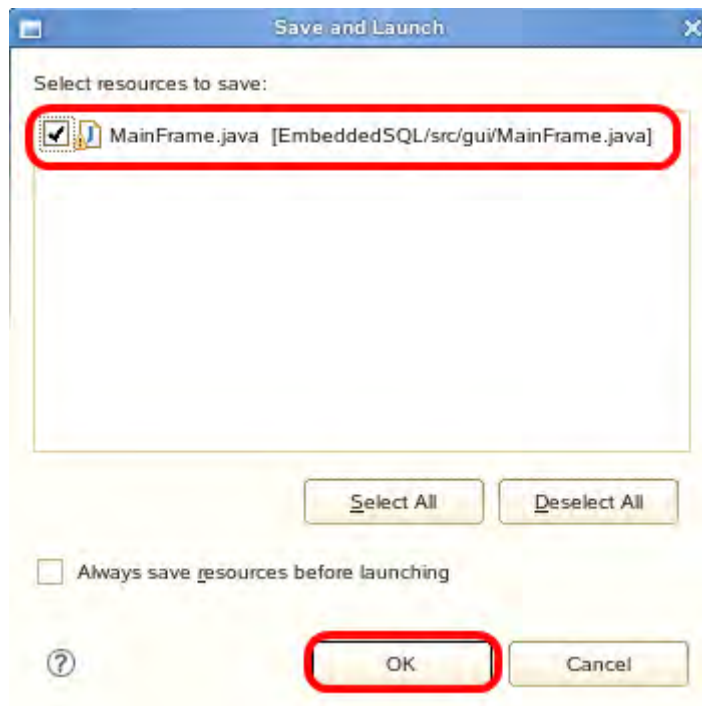 Save and Launch
Select resources to save:
MainFrame.java [EmbeddedSQL/src/gui/MainFrame.java]
Select All
Deselect All
Always save resources before launching
OK
Cancel